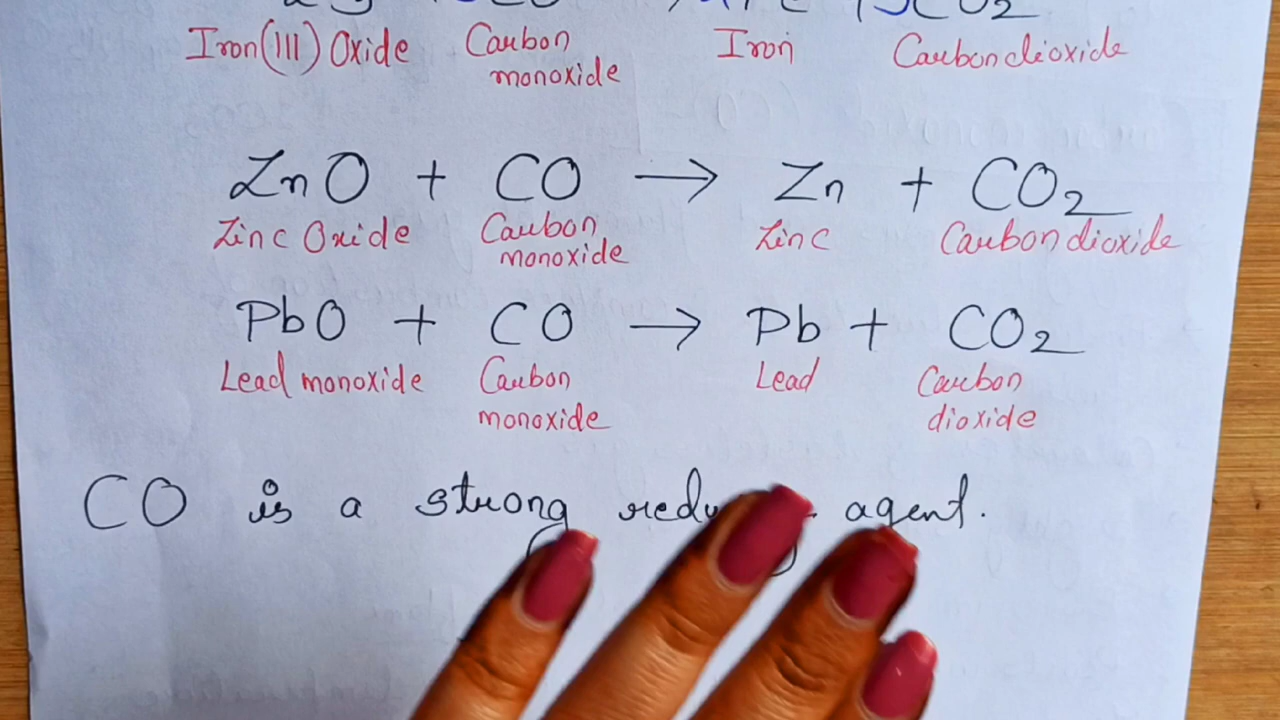 Iron(III) Oxide Carbon monoxide Iron Carbondioxide
ZnO + CO → Zn + CO₂
Zinc Oxide Carbon monoxide Zinc Carbondioxide
PbO + CO → Pb + CO₂
Lead monoxide Carbon monoxide Lead Carbon dioxide
CO is a strong agent.